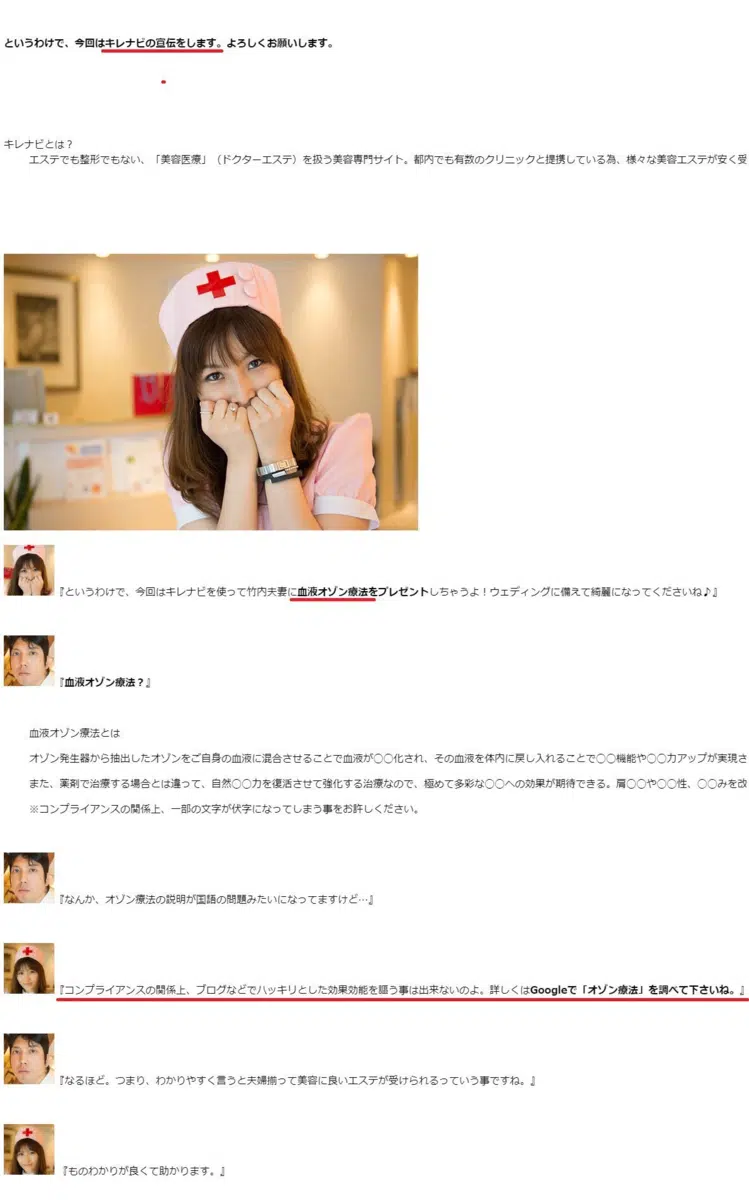 というわけで、今回はキレナビの宣伝をします。よろしくお願いします。
キレナビとは？
エステでも整形でもない、「美容医療」（ドクターエステ）を扱う美容専門サイト。都内でも有数のクリニックと提携している為、様々な美容エステが安く受
『というわけで、今回はキレナビを使って竹内夫妻に血液オゾン療法をプレゼントしちゃうよ！ウェディングに備えて綺麗になってくださいね♪』
『血液オゾン療法？』
血液オゾン療法とは
オゾン発生器から抽出したオゾンをご自身の血液に混合させることで血液が〇〇化され、その血液を体内に戻し入れることで〇〇機能や〇〇力アップが実現さ
また、薬剤で治療する場合とは違って、自然〇〇力を復活させて強化する治療なので、極めて多彩な〇〇への効果が期待できる。肩〇〇や〇〇性、〇〇みを改
※コンプライアンスの関係上、一部の文字が伏字になってしまう事をお許しください。
『なんか、オゾン療法の説明が国語の問題みたいになってますけど…』
『コンプライアンスの関係上、ブログなどでハッキリとした効果効能を謳う事は出来ないのよ。詳しくはGoogleで「オゾン療法」を調べて下さいね。』
『なるほど。つまり、わかりやすく言うと夫婦揃って美容に良いエステが受けられるっていう事ですね。』
『ものわかりが良くて助かります。』